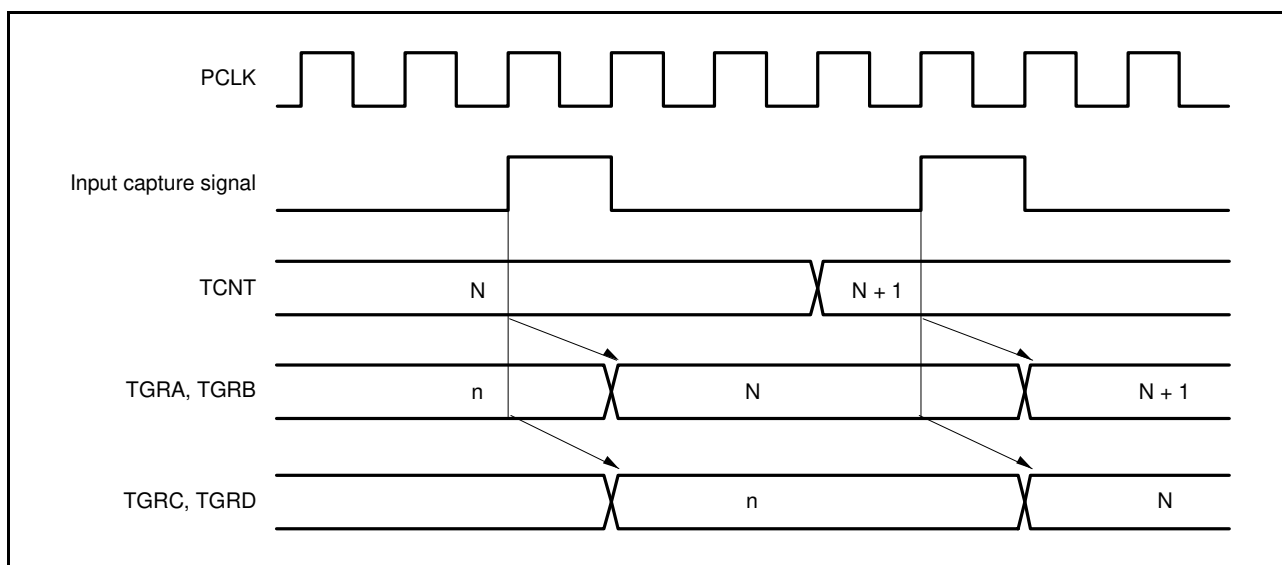 PCLK
Input capture signal
TCNT
N
N + 1
TGRA, TGRB
n
N
N + 1
TGRC, TGRD
n
N